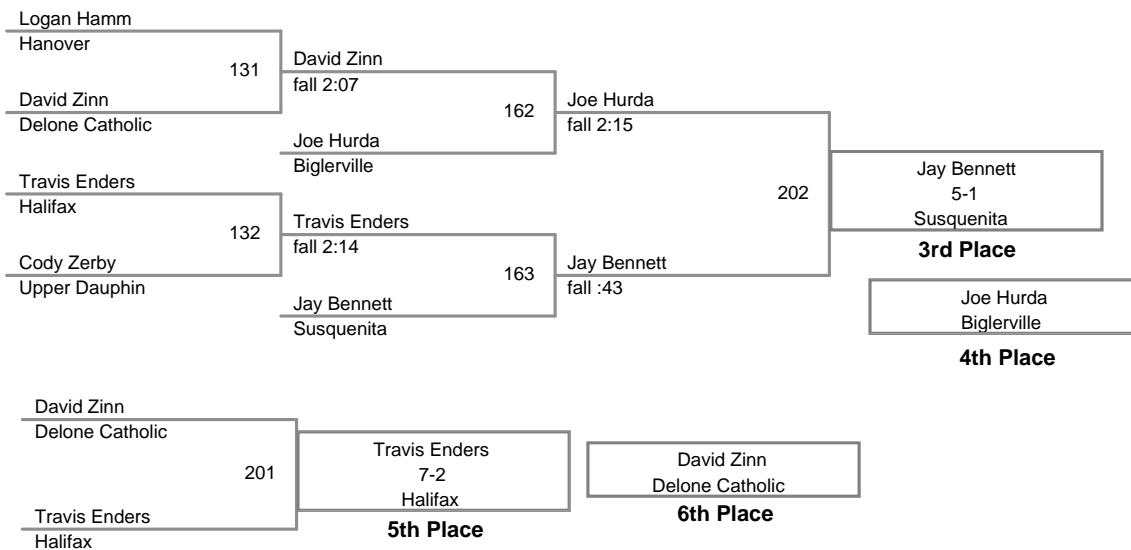 Logan Hamm
Hanover
131
David Zinn
fall 2:07
David Zinn
Delone Catholic
162
Joe Hurda
fall 2:15
Joe Hurda
Biglerville
Travis Enders
Halifax
132
Travis Enders
fall 2:14
Cody Zerby
Upper Dauphin
163
Jay Bennett
fall :43
Jay Bennett
Susquenita
202
Jay Bennett
5-1
Susquenita
3rd Place
Joe Hurda
Biglerville
4th Place
David Zinn
Delone Catholic
201
Travis Enders
Halifax
Travis Enders
7-2
Halifax
5th Place
David Zinn
Delone Catholic
6th Place